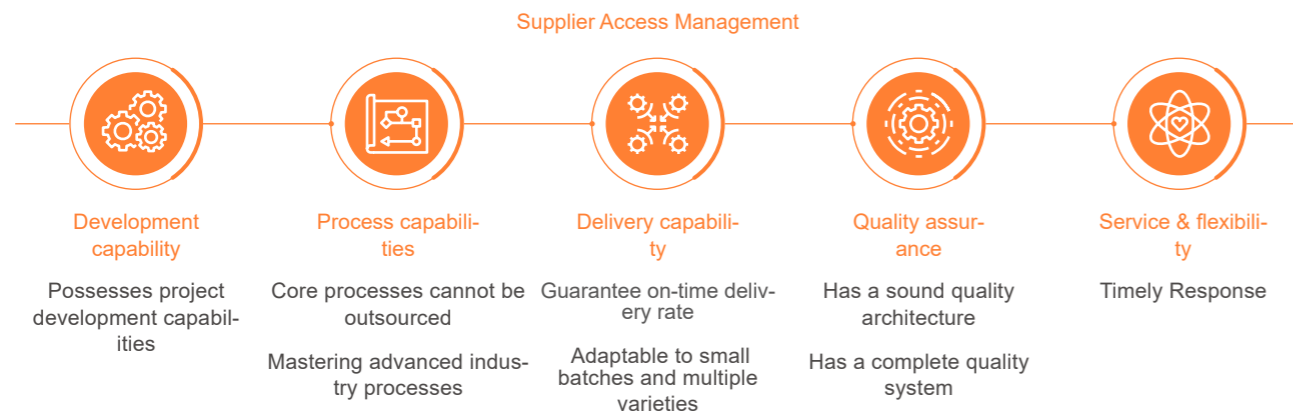 Supplier Access Management
Development
capability
Possesses project
development capabil-
ities
Process capabili-
ties
Core processes cannot be
outsourced
Mastering advanced indus-
try processes
Delivery capabili-
ty
Guarantee on-time deliv-
ery rate
Adaptable to small
batches and multiple
varieties
Quality assur-
ance
Has a sound quality
architecture
Has a complete quality
system
Service & flexibili-
ty
Timely Response